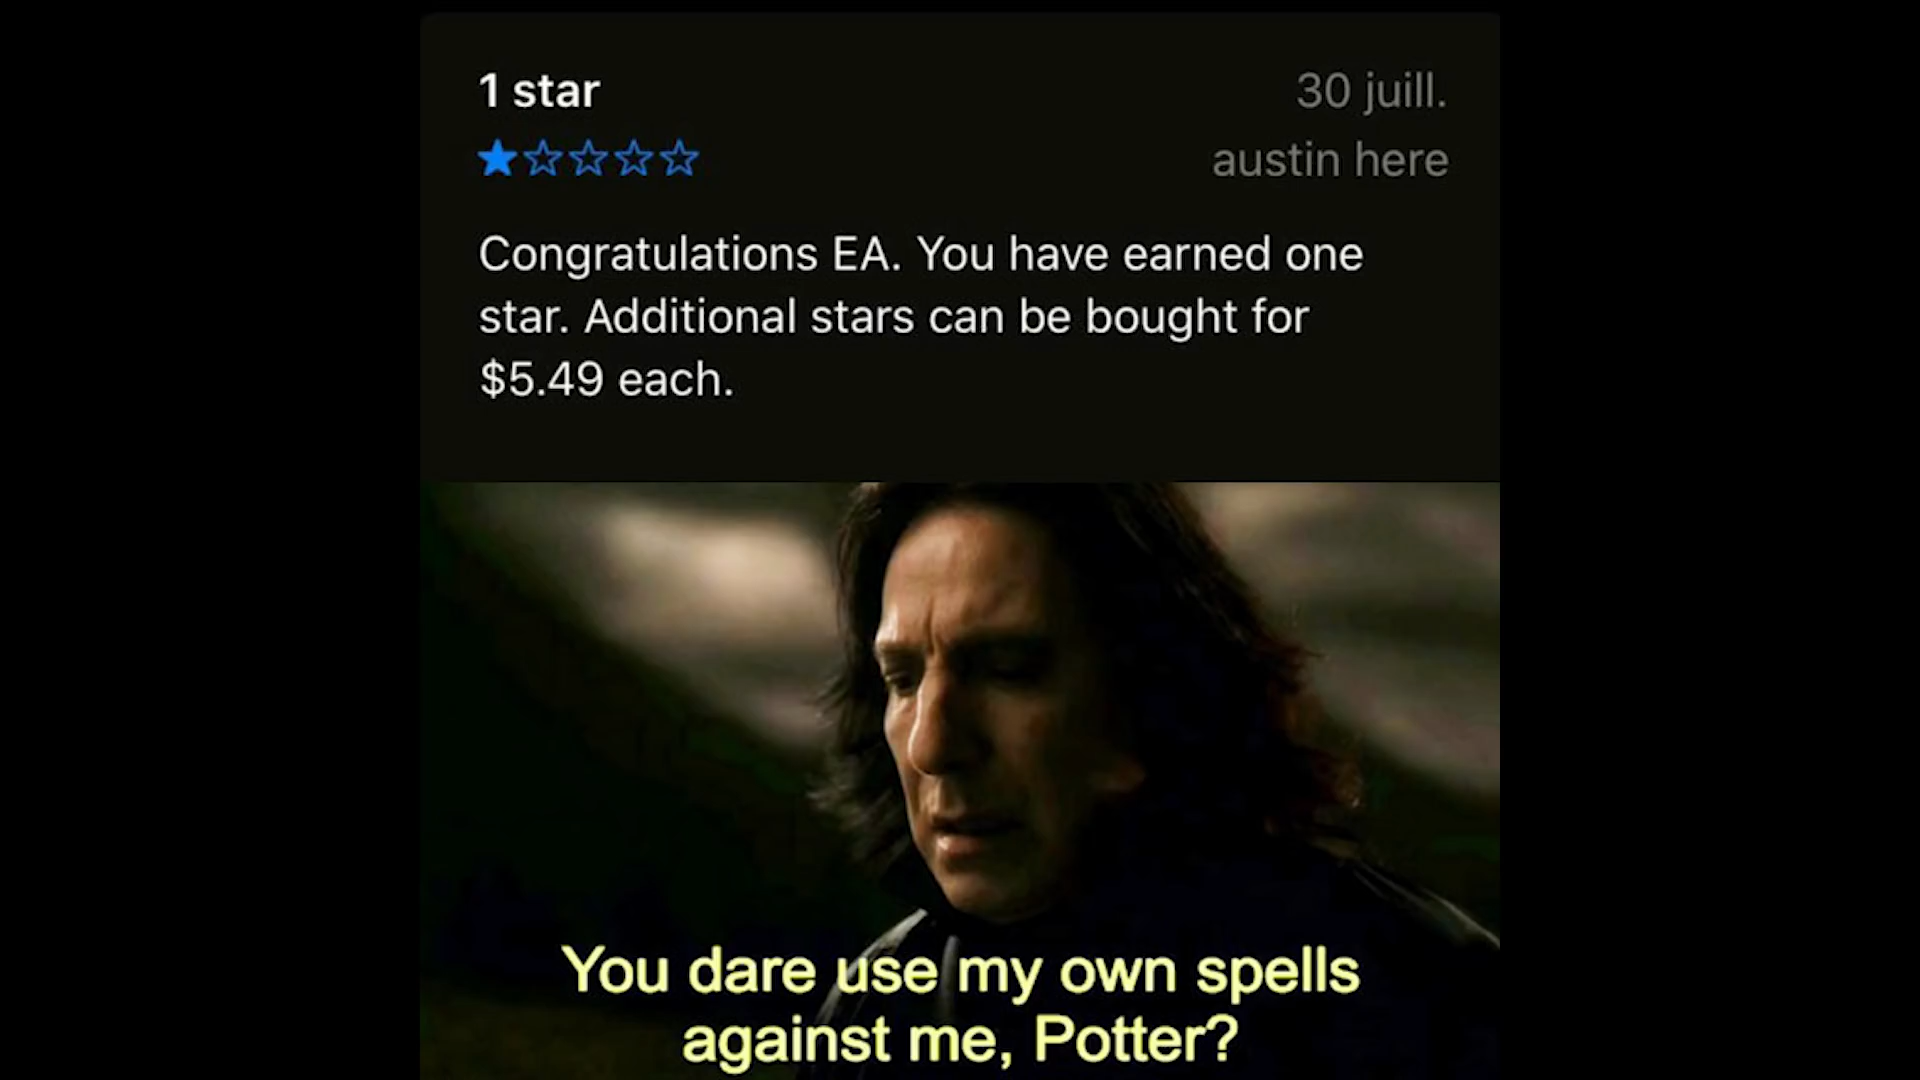 1 star
30 juill.
austin here
Congratulations EA. You have earned one
star. Additional stars can be bought for
$5.49 each.
You dare use my own spells
against me, Potter?